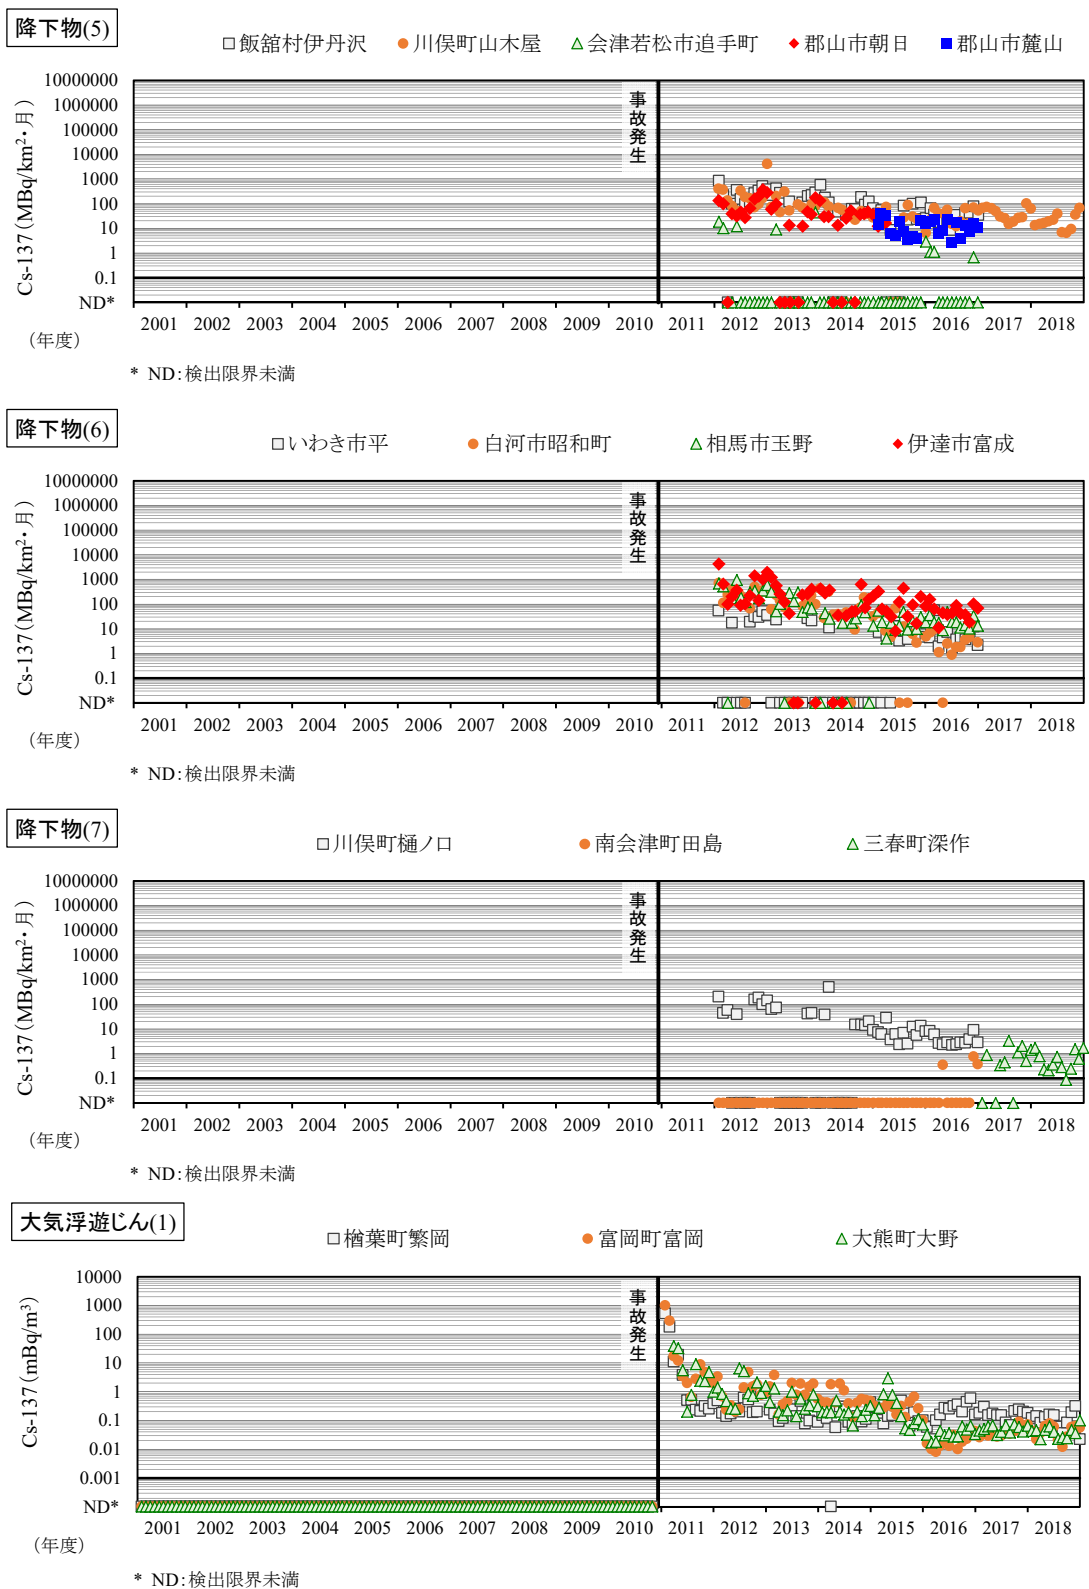 降下物(5)
□飯舘村伊丹沢 ●川俣町山木屋 △会津若松市追手町 ◆郡山市朝日 ■郡山市麓山
Cs-137(MBq/km²・月)
10000000
1000000
100000
10000
1000
100
10
1
0.1
ND*
事故発生
2001 2002 2003 2004 2005 2006 2007 2008 2009 2010 2011 2012 2013 2014 2015 2016 2017 2018
(年度)
* ND:検出限界未満
降下物(6)
□いわき市平 ●白河市昭和町 △相馬市玉野 ◆伊達市富成
Cs-137(MBq/km²・月)
10000000
1000000
100000
10000
1000
100
10
1
0.1
ND*
事故発生
2001 2002 2003 2004 2005 2006 2007 2008 2009 2010 2011 2012 2013 2014 2015 2016 2017 2018
(年度)
* ND:検出限界未満
降下物(7)
□川俣町樋ノ口 ●南会津町田島 △三春町深作
Cs-137(MBq/km²・月)
10000000
1000000
100000
10000
1000
100
10
1
0.1
ND*
事故発生
2001 2002 2003 2004 2005 2006 2007 2008 2009 2010 2011 2012 2013 2014 2015 2016 2017 2018
(年度)
* ND:検出限界未満
大気浮遊じん(1)
□楢葉町繁岡 ●富岡町富岡 △大熊町大野
Cs-137(mBq/m³)
10000
1000
100
10
1
0.1
0.01
0.001
ND*
事故発生
2001 2002 2003 2004 2005 2006 2007 2008 2009 2010 2011 2012 2013 2014 2015 2016 2017 2018
(年度)
* ND:検出限界未満